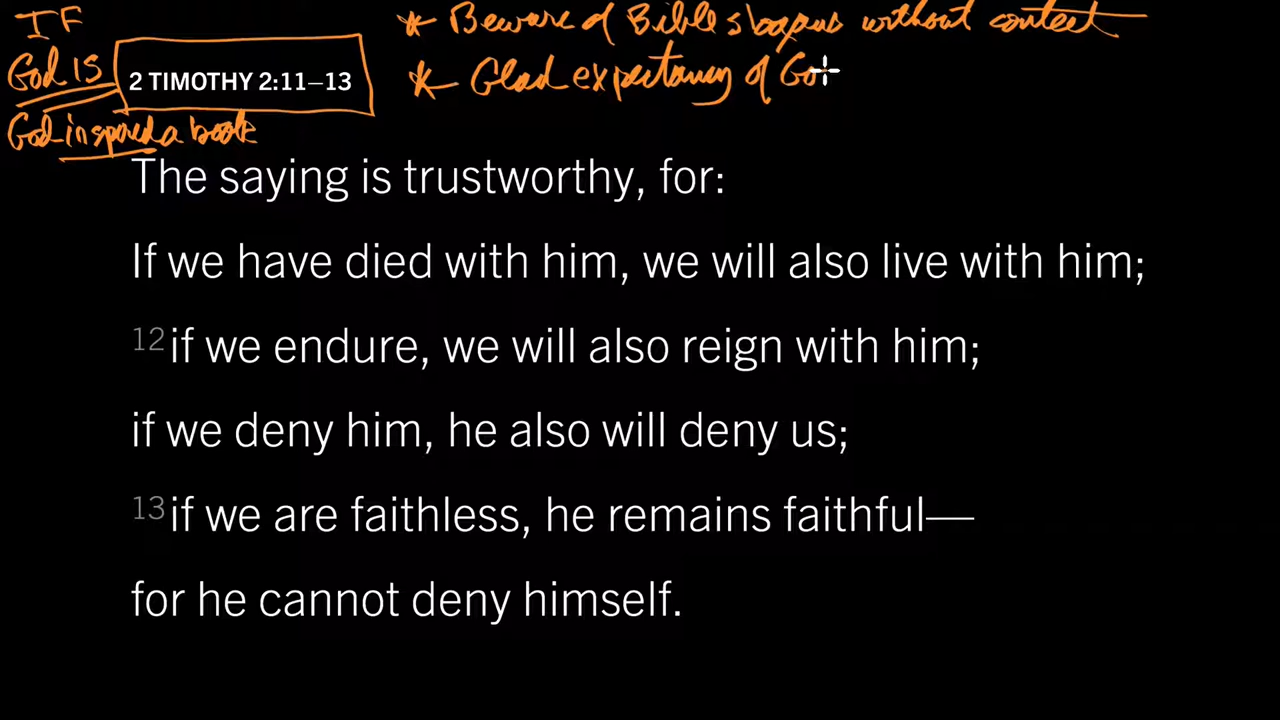 IF
God is
God inspired a book
* Beware of Bible slogans without context
* Glad expectancy of Go
2 TIMOTHY 2:11–13
The saying is trustworthy, for:
If we have died with him, we will also live with him;
12 if we endure, we will also reign with him;
if we deny him, he also will deny us;
13 if we are faithless, he remains faithful—
for he cannot deny himself.